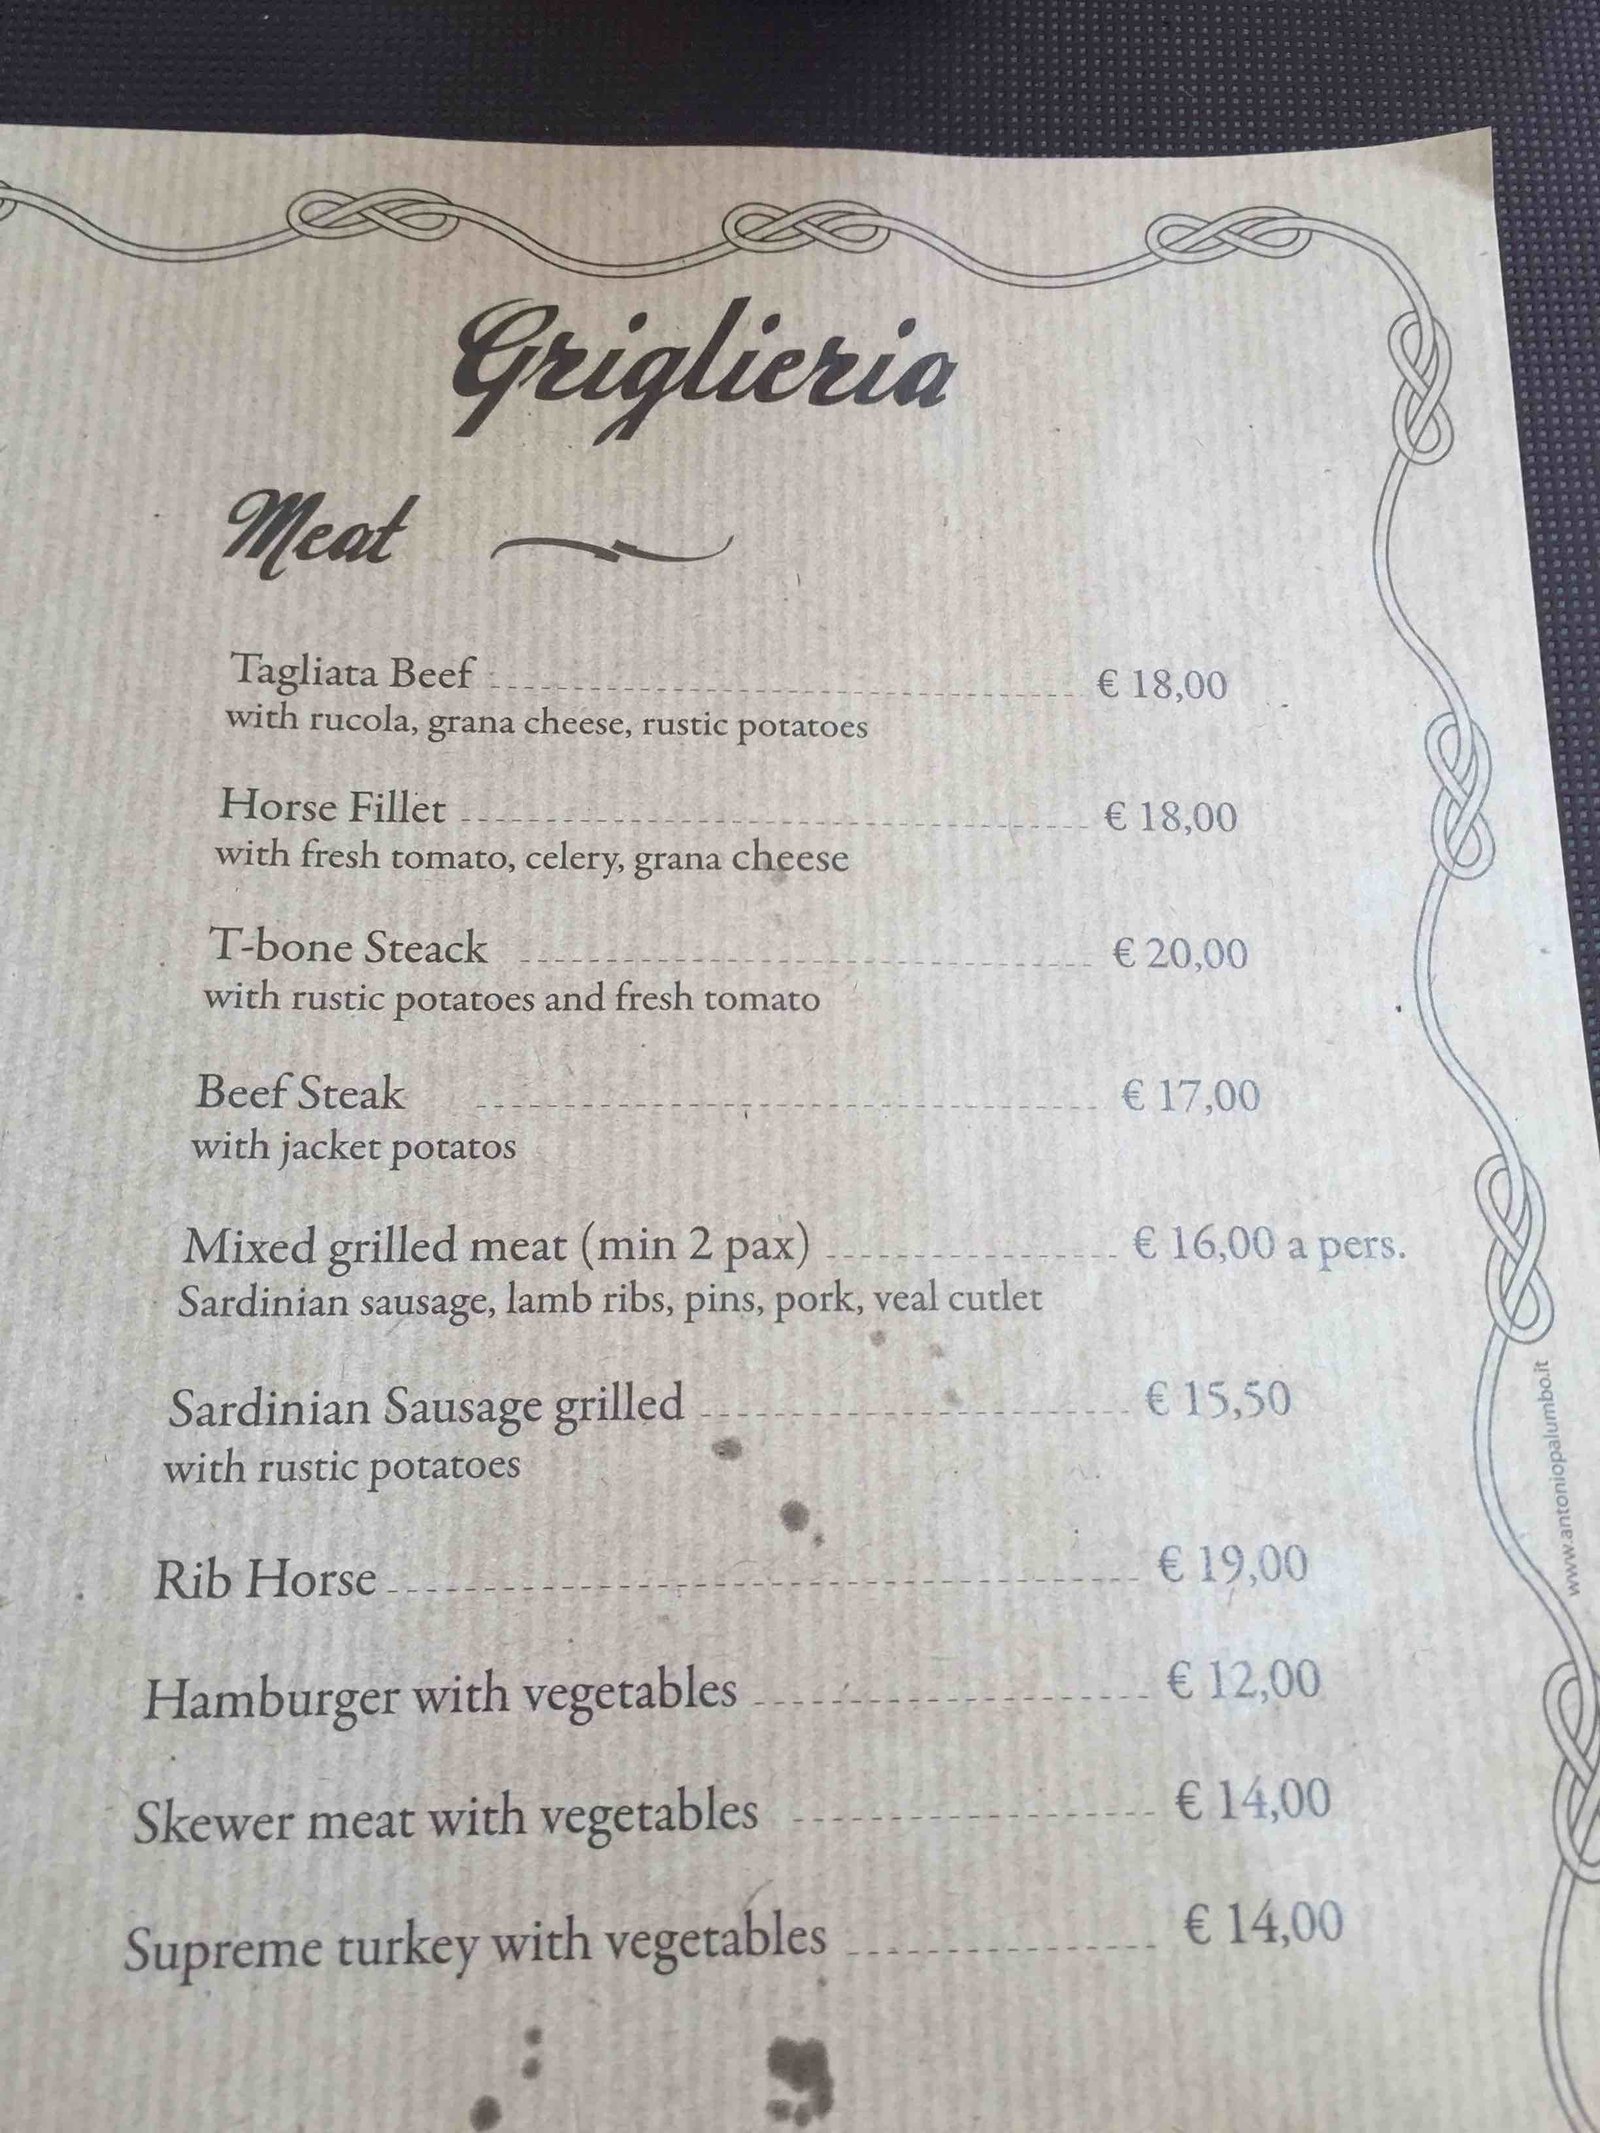 Griglieria
Meat
Tagliata Beef € 18,00
with rucola, grana cheese, rustic potatoes
Horse Fillet € 18,00
with fresh tomato, celery, grana cheese
T-bone Steack € 20,00
with rustic potatoes and fresh tomato
Beef Steak € 17,00
with jacket potatos
Mixed grilled meat (min 2 pax) € 16,00 a pers.
Sardinian sausage, lamb ribs, pins, pork, veal cutlet
Sardinian Sausage grilled € 15,50
with rustic potatoes
Rib Horse € 19,00
Hamburger with vegetables € 12,00
Skewer meat with vegetables € 14,00
Supreme turkey with vegetables € 14,00
www.antoniopalumbo.it